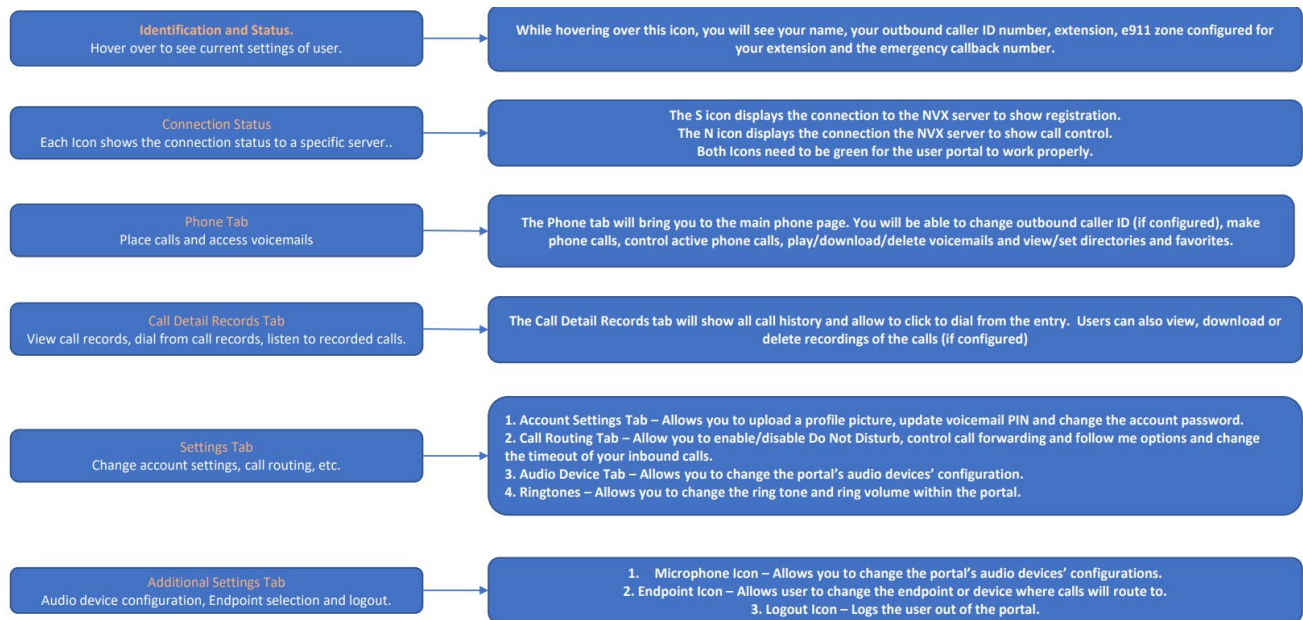 Identification and Status.
Hover over to see current settings of user.
While hovering over this icon, you will see your name, your outbound caller ID number, extension, e911 zone configured for
your extension and the emergency callback number.
Connection Status
Each Icon shows the connection status to a specific server..
The S icon displays the connection to the NVX server to show registration.
The N icon displays the connection the NVX server to show call control.
Both Icons need to be green for the user portal to work properly.
Phone Tab
Place calls and access voicemails
The Phone tab will bring you to the main phone page. You will be able to change outbound caller ID (if configured), make
phone calls, control active phone calls, play/download/delete voicemails and view/set directories and favorites.
Call Detail Records Tab
View call records, dial from call records, listen to recorded calls.
The Call Detail Records tab will show all call history and allow to click to dial from the entry. Users can also view, download or
delete recordings of the calls (if configured)
Settings Tab
Change account settings, call routing, etc.
1. Account Settings Tab – Allows you to upload a profile picture, update voicemail PIN and change the account password.
2. Call Routing Tab – Allow you to enable/disable Do Not Disturb, control call forwarding and follow me options and change
the timeout of your inbound calls.
3. Audio Device Tab – Allows you to change the portal's audio devices' configuration.
4. Ringtones – Allows you to change the ring tone and ring volume within the portal.
Additional Settings Tab
Audio device configuration, Endpoint selection and logout.
1. Microphone Icon – Allows you to change the portal's audio devices' configurations.
2. Endpoint Icon – Allows user to change the endpoint or device where calls will route to.
3. Logout Icon – Logs the user out of the portal.